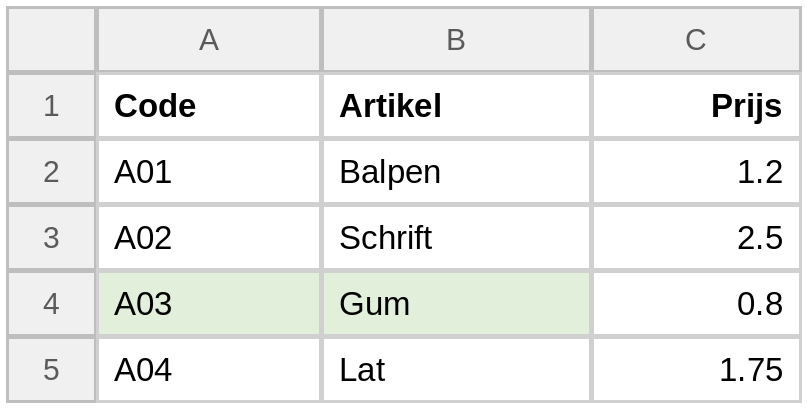 A B C
1 Code Artikel Prijs
2 A01 Balpen 1.2
3 A02 Schrift 2.5
4 A03 Gum 0.8
5 A04 Lat 1.75